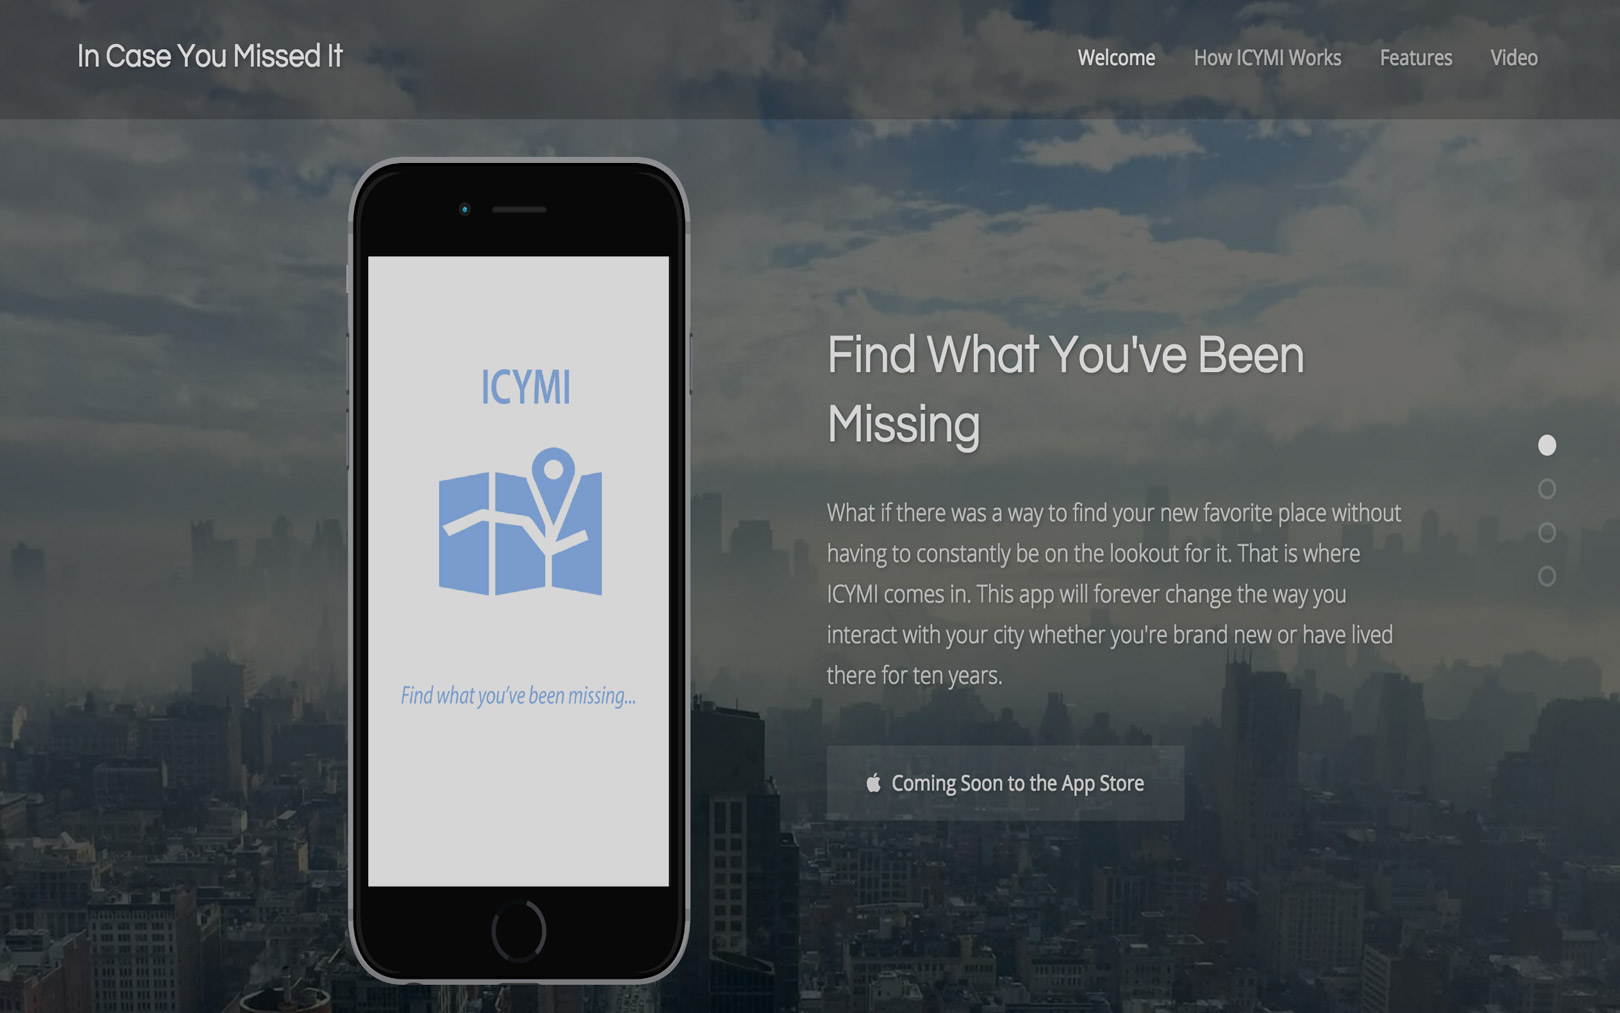 In Case You Missed It
Welcome How ICYMI Works Features Video
ICYMI
Find what you've been missing...
Find What You've Been
Missing
What if there was a way to find your new favorite place without
having to constantly be on the lookout for it. That is where
ICYMI comes in. This app will forever change the way you
interact with your city whether you're brand new or have lived
there for ten years.
Coming Soon to the App Store